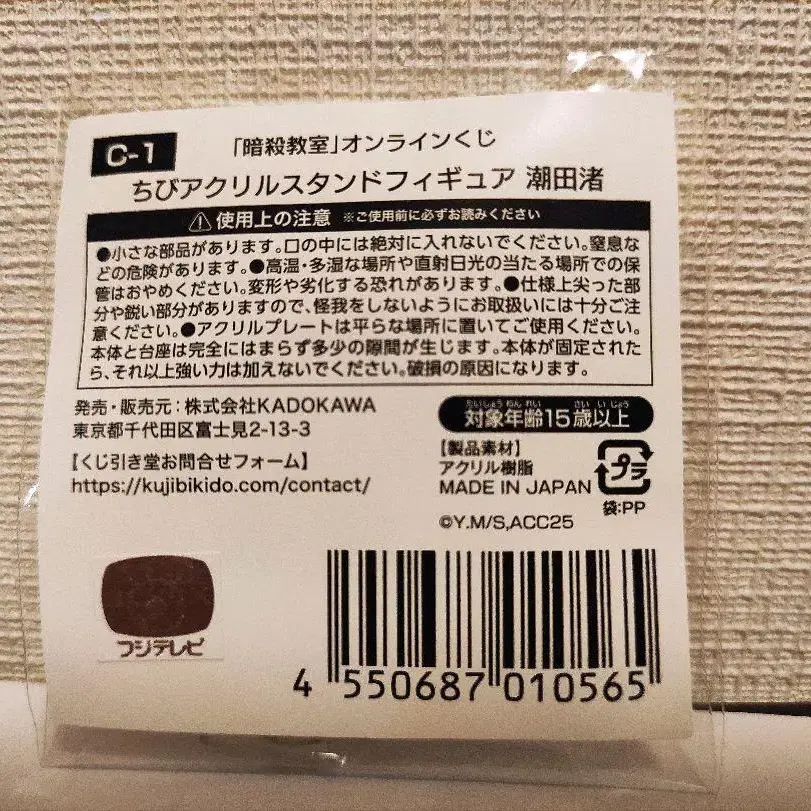 C-1
「暗殺教室」オンラインくじ
ちびアクリルスタンドフィギュア 潮田渚
⚠使用上の注意 ※ご使用前に必ずお読みください
●小さな部品があります。口の中には絶対に入れないでください。窒息な
どの危険があります。●高温・多湿な場所や直射日光の当たる場所での保
管はおやめください。変形や劣化する恐れがあります。●仕様上尖った部
分や鋭い部分がありますので、怪我をしないようにお取扱いには十分ご注
意ください。●アクリルプレートは平らな場所に置いてご使用ください。
本体と台座は完全にはまらず多少の隙間が生じます。本体が固定された
ら、それ以上強い力は加えないでください。破損の原因になります。
発売・販売元:株式会社KADOKAWA
東京都千代田区富士見2-13-3
【くじ引き堂お問合せフォーム】
https://kujibikido.com/contact/
たいしょうねんれい さいいじょう
対象年齢15歳以上
【製品素材】
アクリル樹脂
MADE IN JAPAN
プラ
袋:PP
©Y.M/S,ACC25
フジテレビ
4 550687 010565